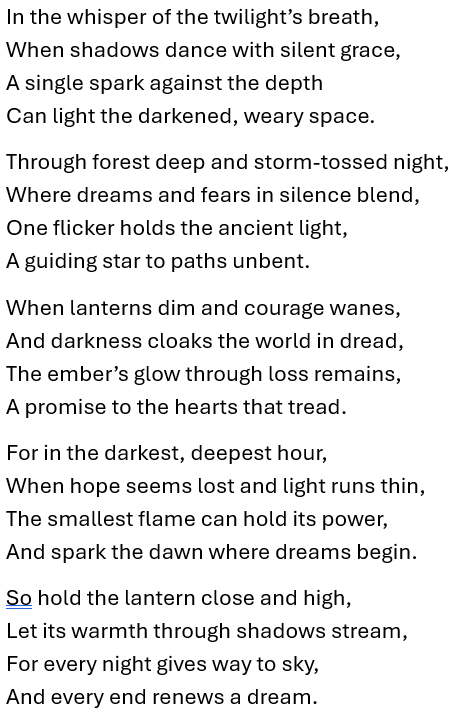 In the whisper of the twilight’s breath,
When shadows dance with silent grace,
A single spark against the depth
Can light the darkened, weary space.
Through forest deep and storm-tossed night,
Where dreams and fears in silence blend,
One flicker holds the ancient light,
A guiding star to paths unbent.
When lanterns dim and courage wanes,
And darkness cloaks the world in dread,
The ember’s glow through loss remains,
A promise to the hearts that tread.
For in the darkest, deepest hour,
When hope seems lost and light runs thin,
The smallest flame can hold its power,
And spark the dawn where dreams begin.
So hold the lantern close and high,
Let its warmth through shadows stream,
For every night gives way to sky,
And every end renews a dream.